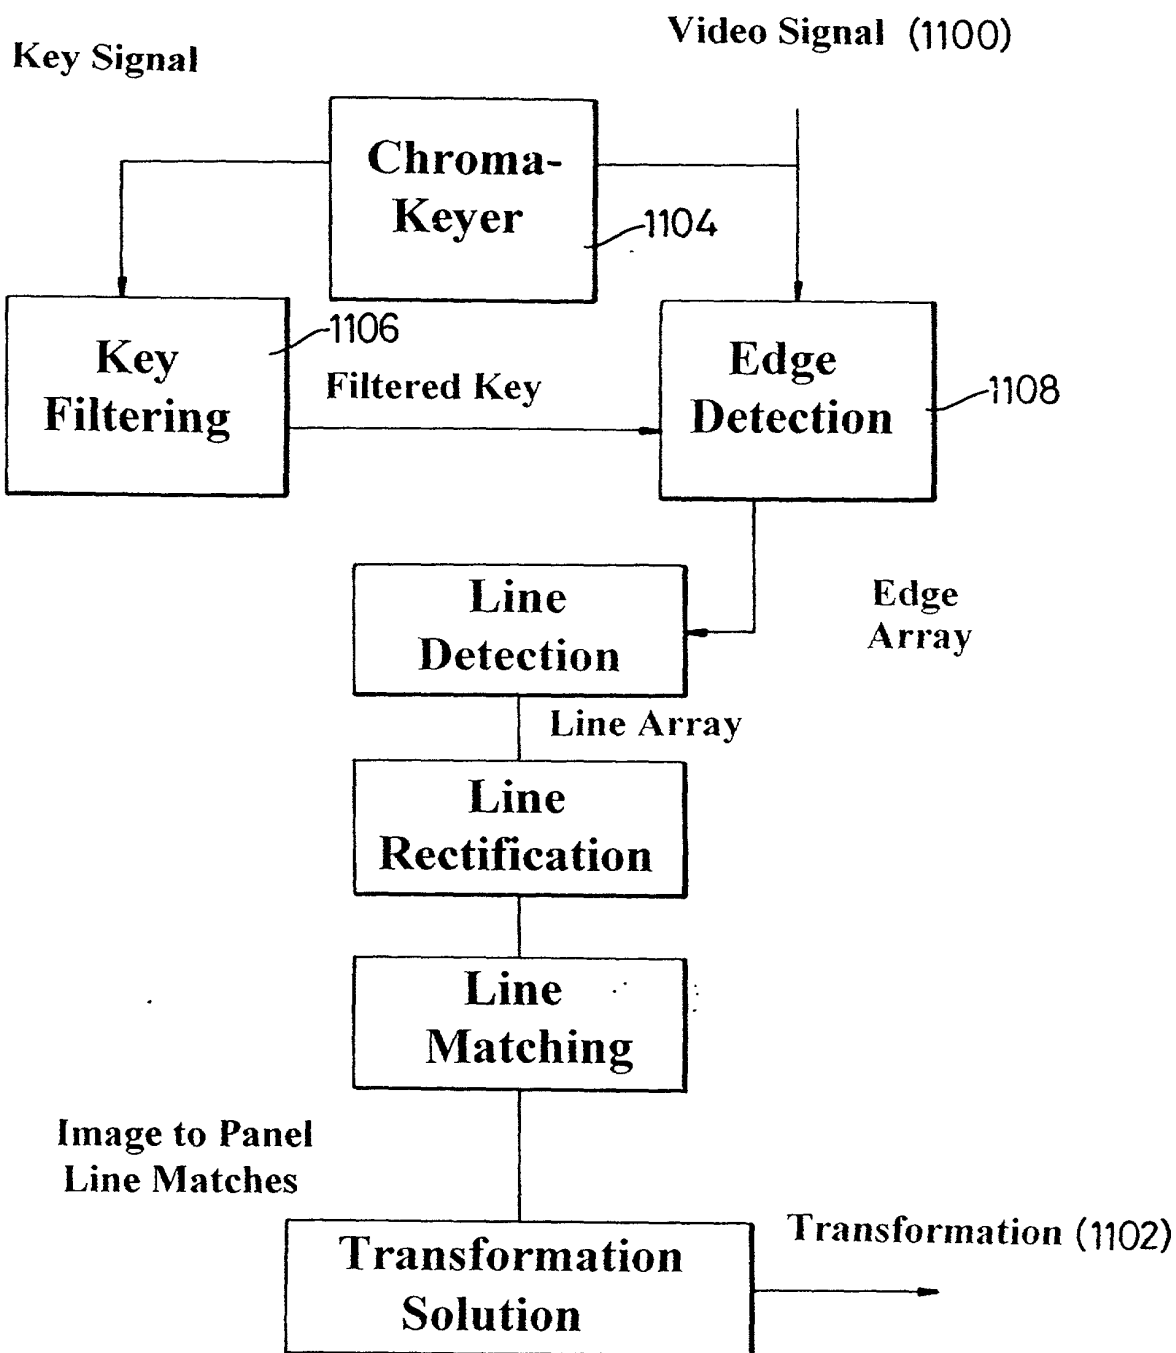 Video Signal (1100)
Key Signal
Chroma-
Keyer
1104
Key
Filtering
1106
Filtered Key
Edge
Detection
1108
Edge
Array
Line
Detection
Line Array
Line
Rectification
Line
Matching
Image to Panel
Line Matches
Transformation
Solution
Transformation (1102)